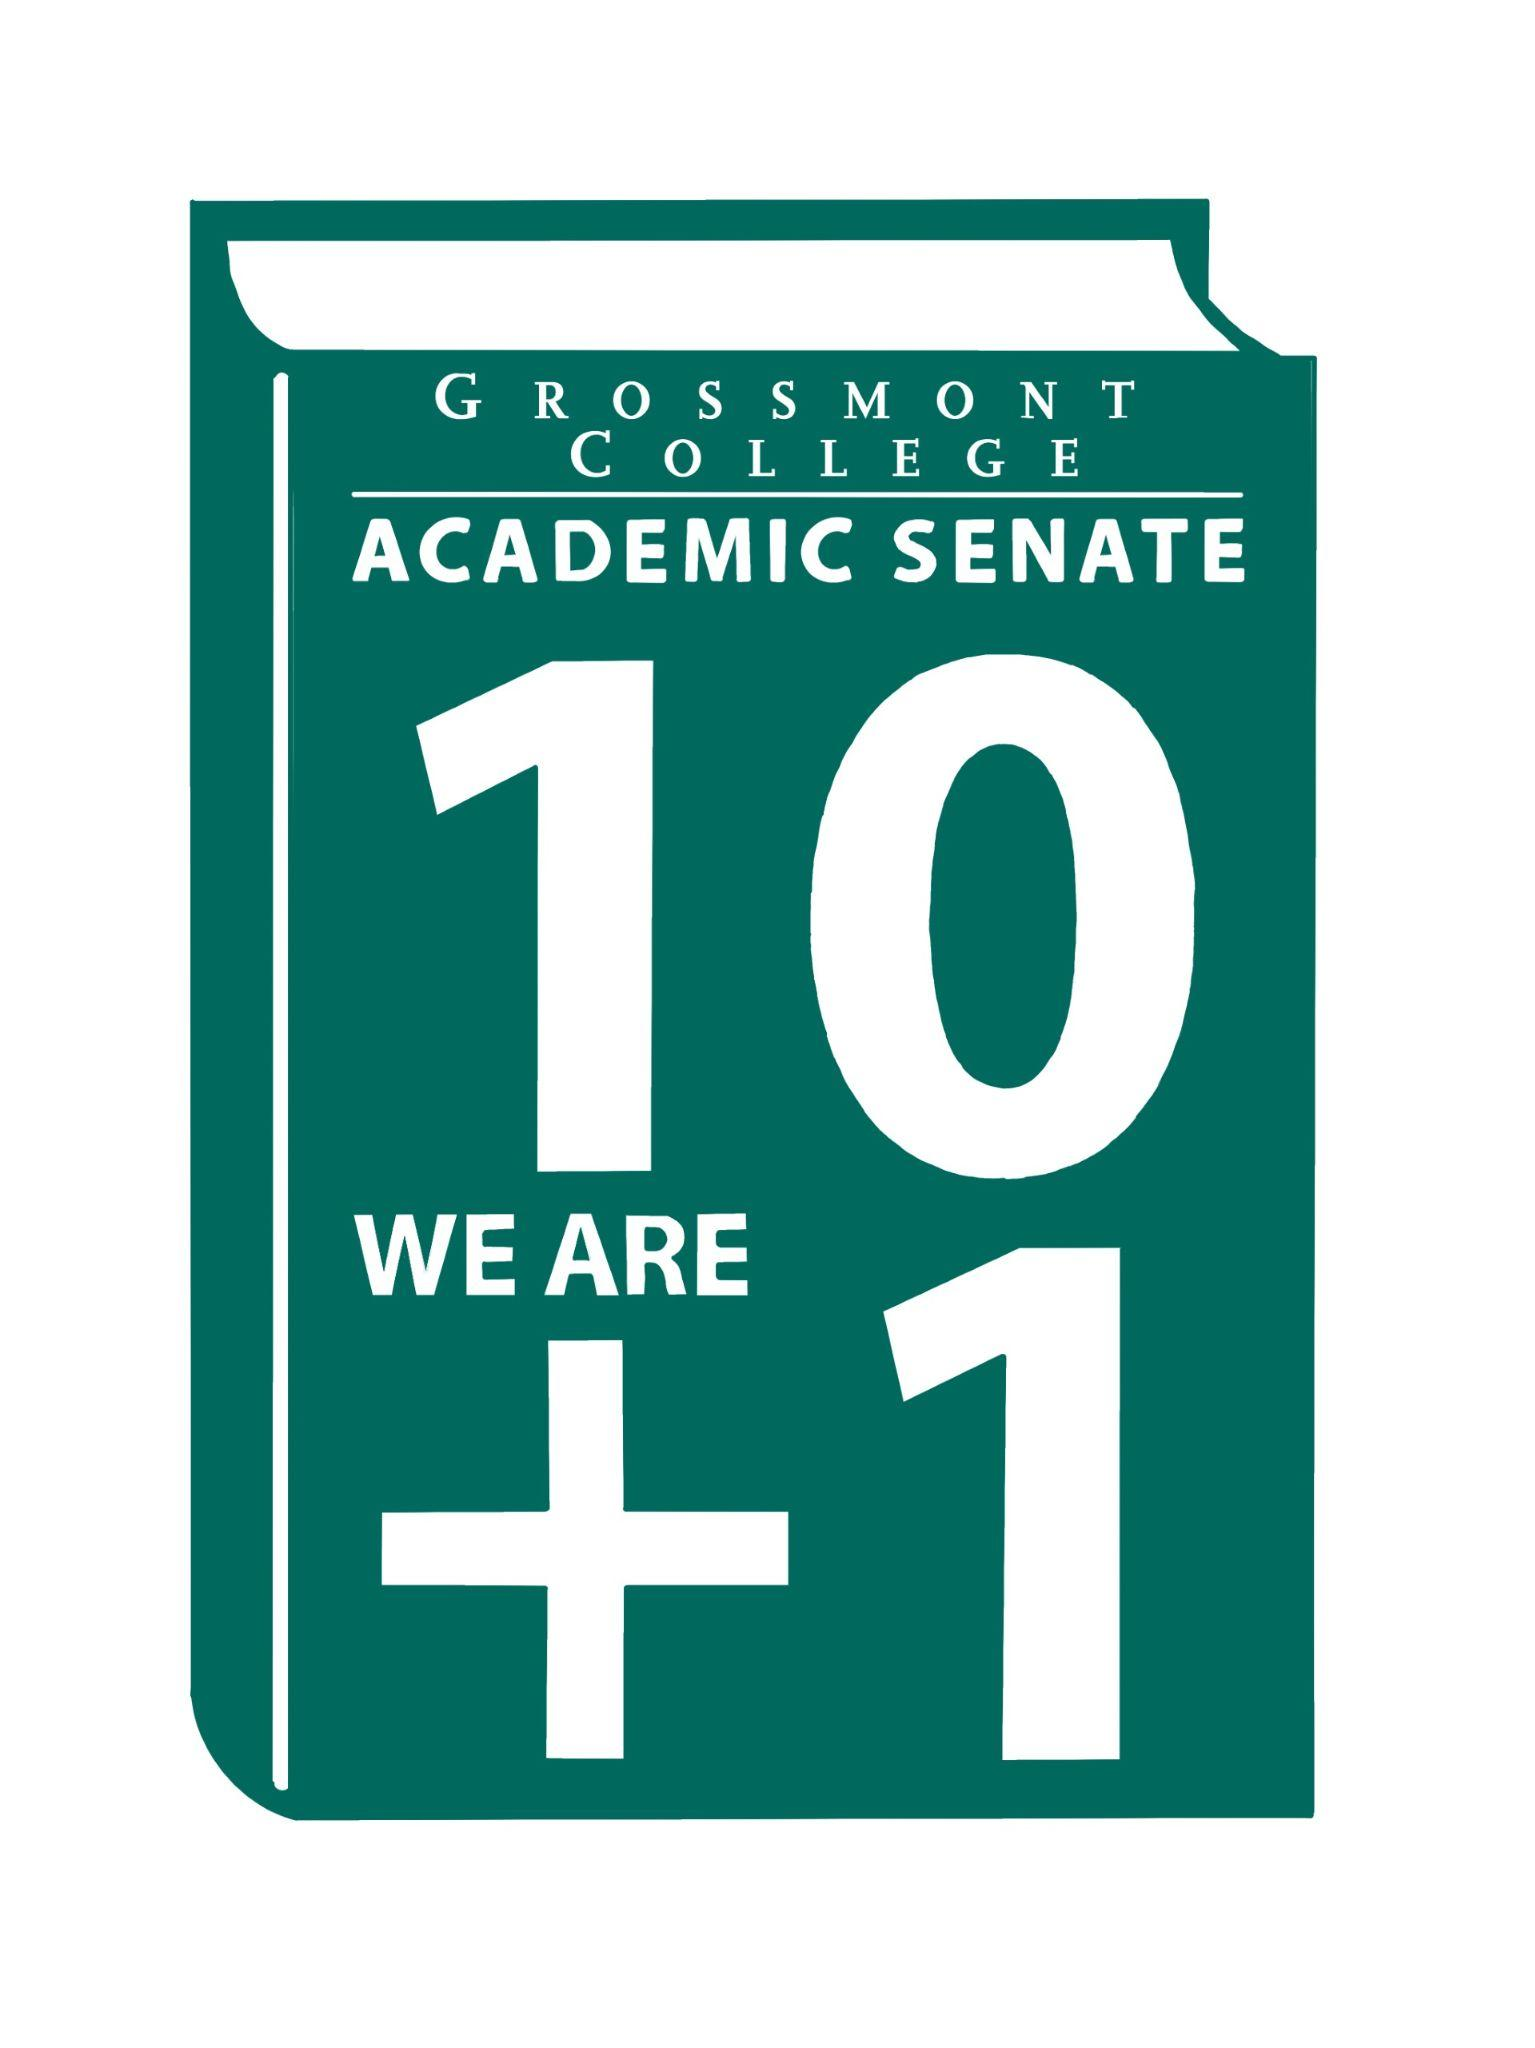 GROSSMONT
COLLEGE
ACADEMIC SENATE
10
WE ARE
+1